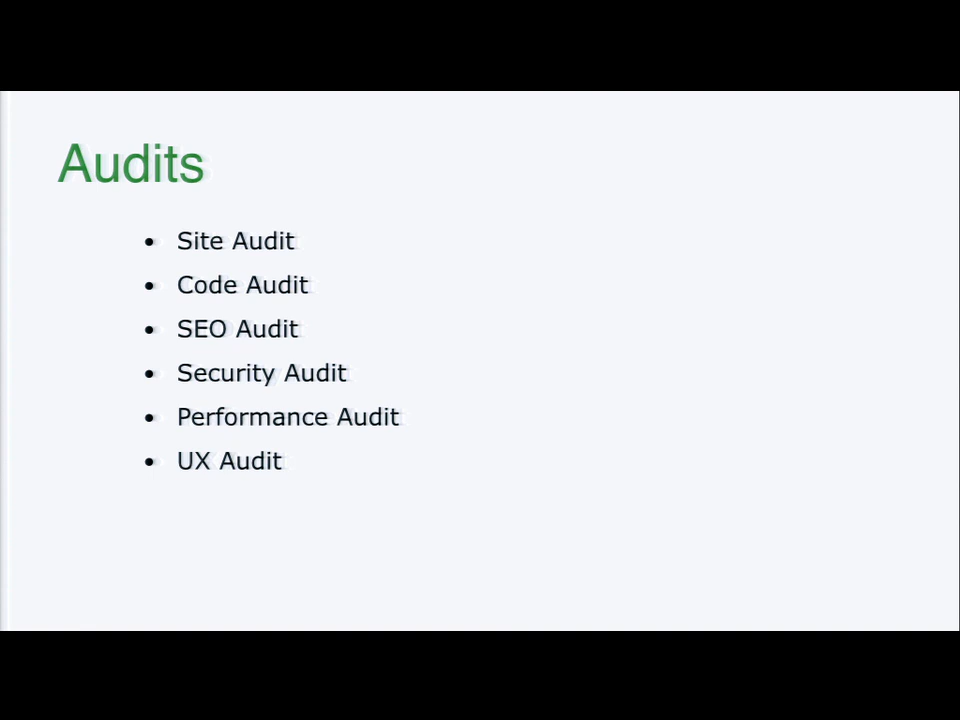 Audits
• Site Audit
• Code Audit
• SEO Audit
• Security Audit
• Performance Audit
• UX Audit